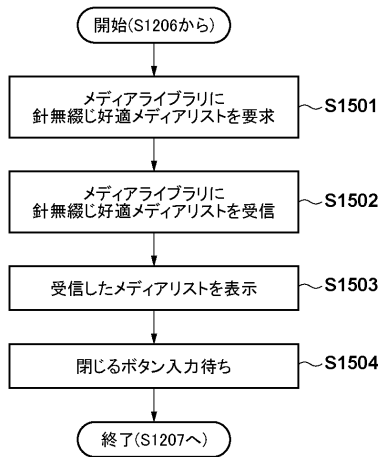 開始(S1206から)
メディアライブラリに
針無綴じ好適メディアリストを要求
S1501
メディアライブラリに
針無綴じ好適メディアリストを受信
S1502
受信したメディアリストを表示
S1503
閉じるボタン入力待ち
S1504
終了(S1207へ)